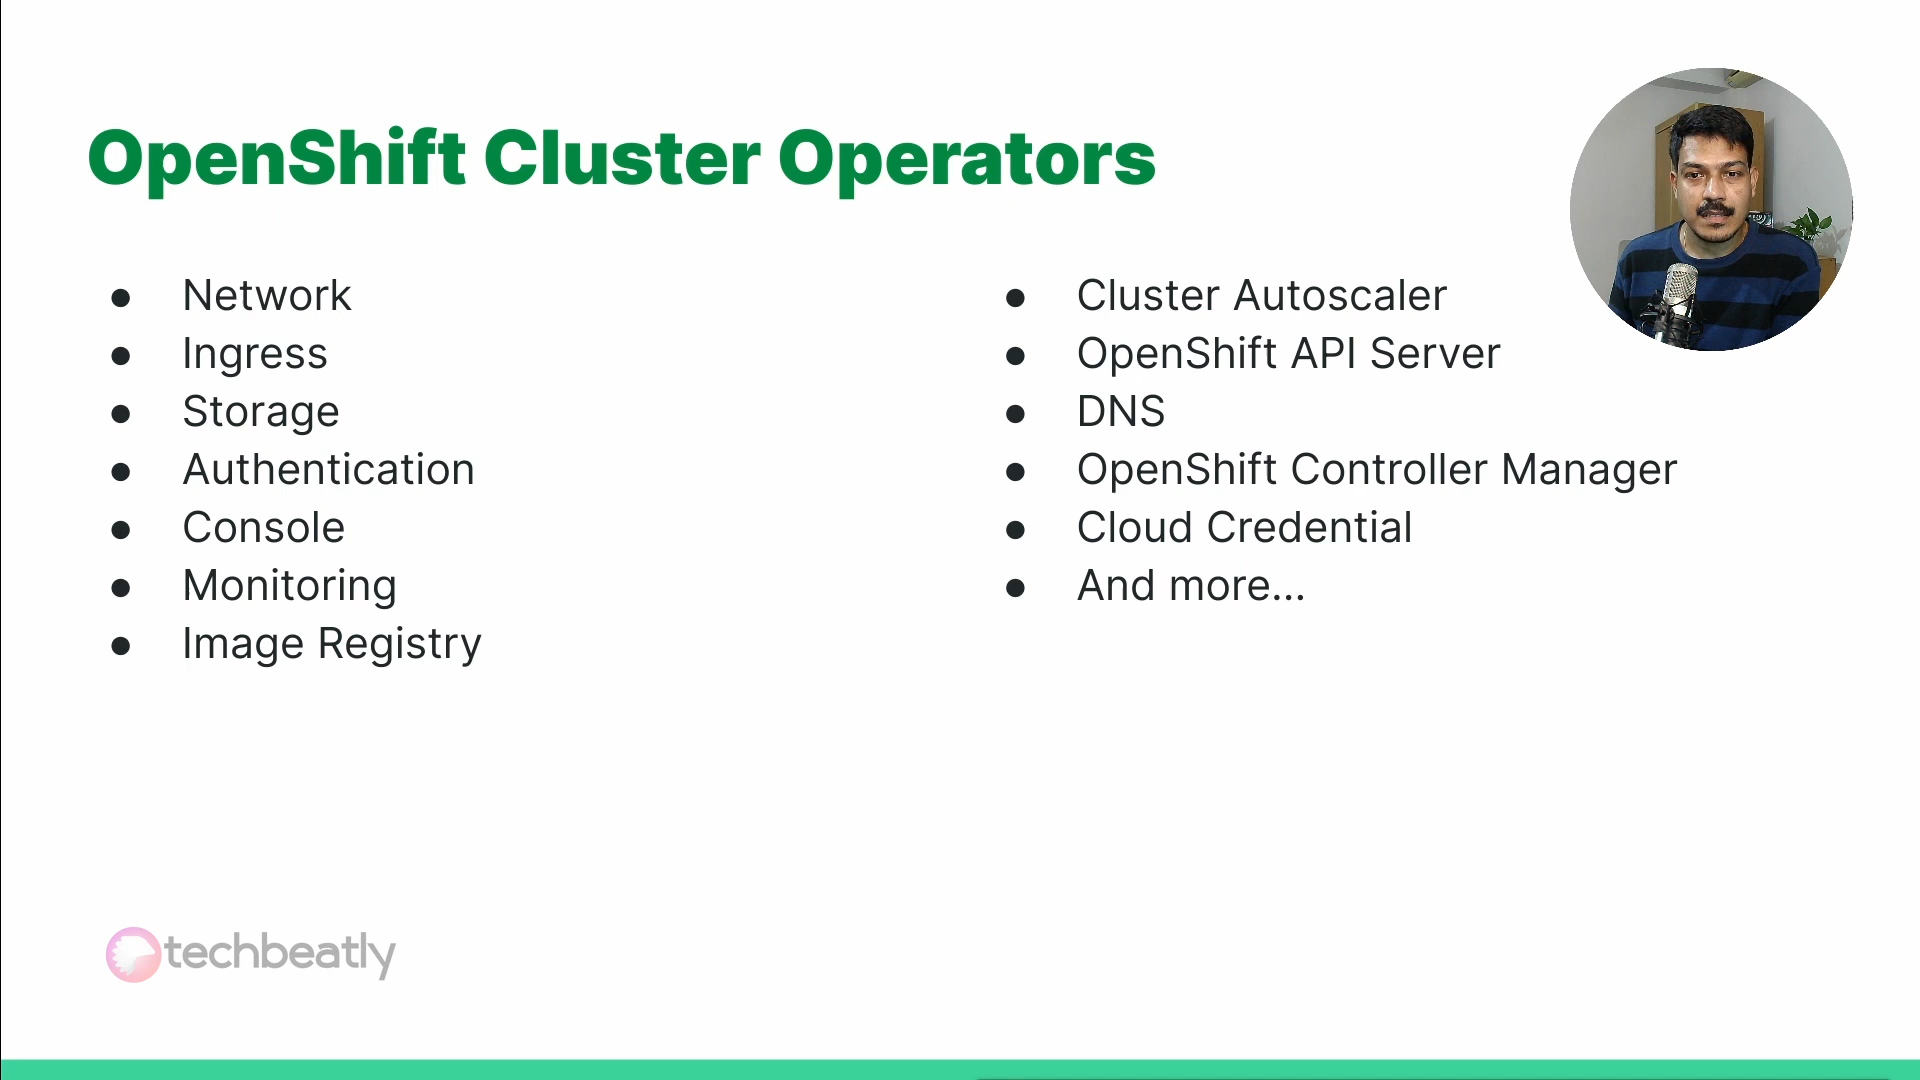 OpenShift Cluster Operators
● Network
● Ingress
● Storage
● Authentication
● Console
● Monitoring
● Image Registry
● Cluster Autoscaler
● OpenShift API Server
● DNS
● OpenShift Controller Manager
● Cloud Credential
● And more...
techbeatly